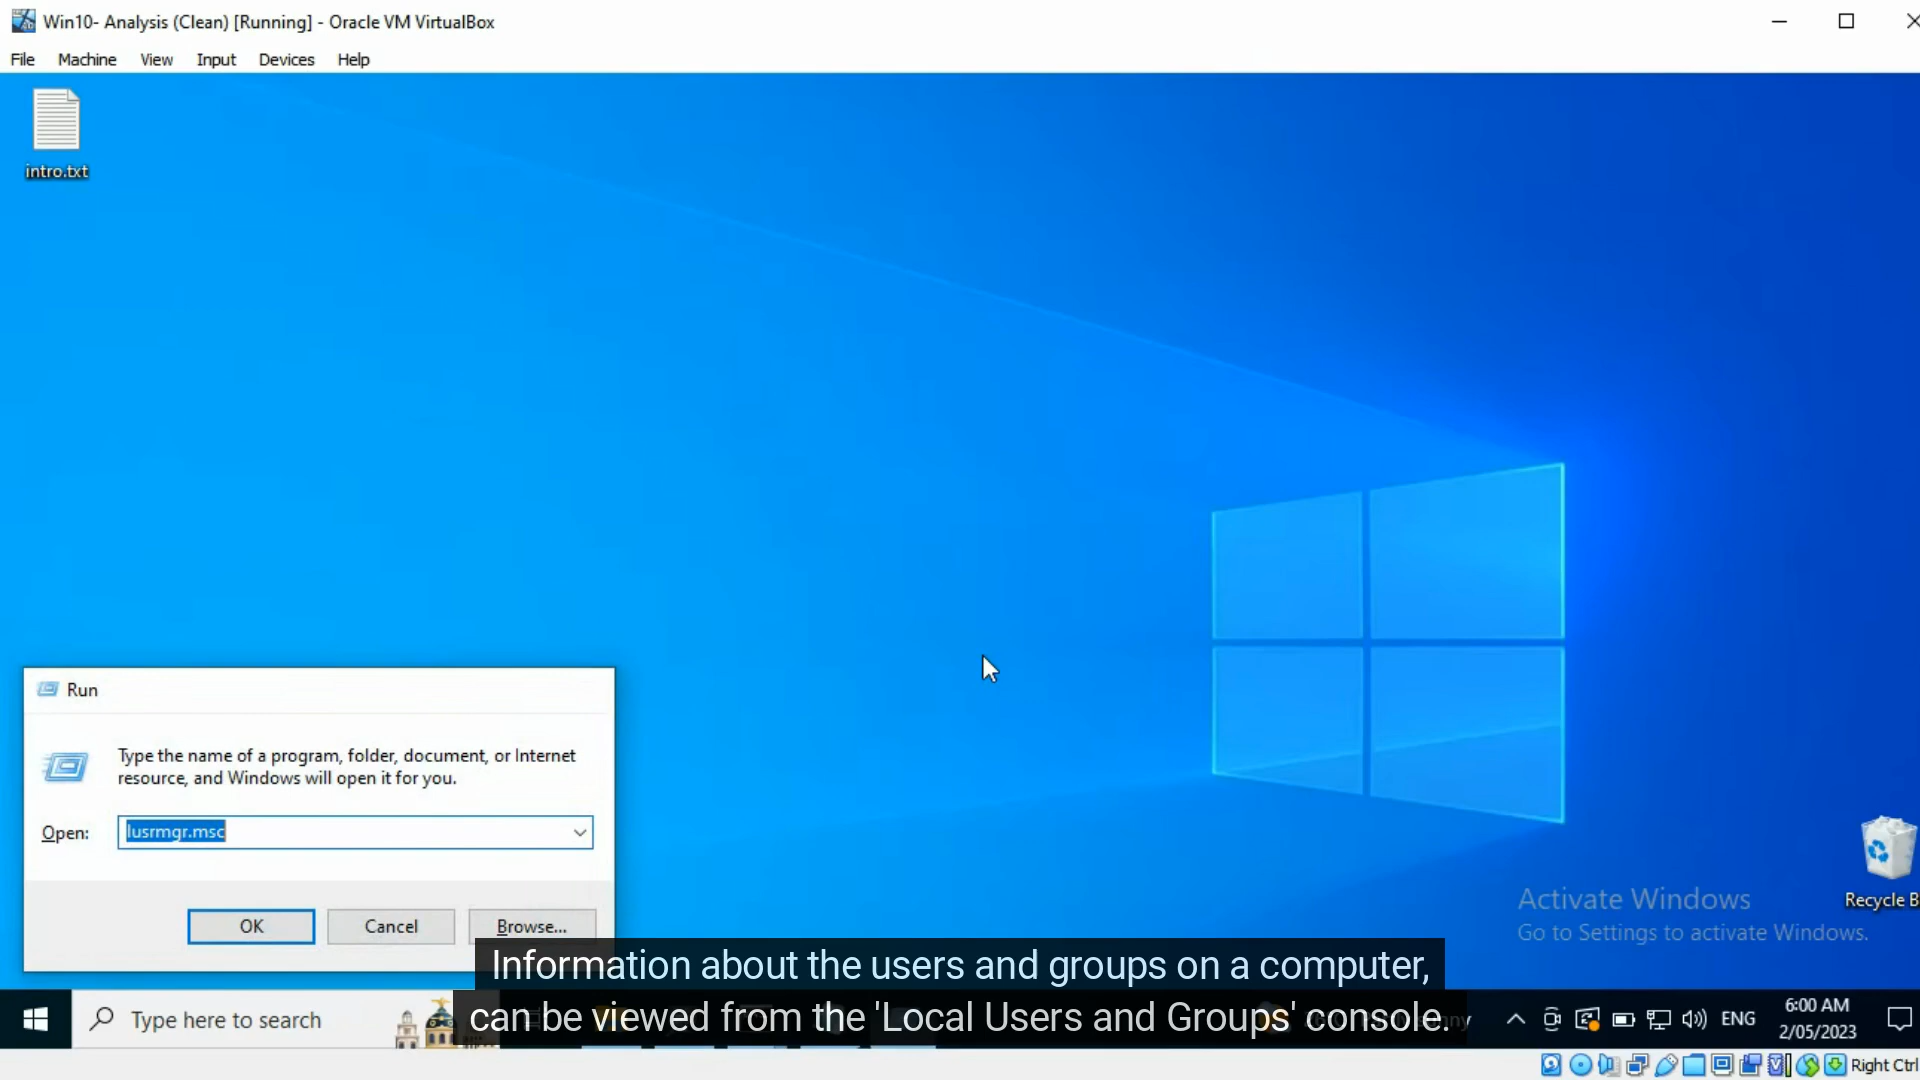 Win10- Analysis (Clean) [Running] - Oracle VM VirtualBox
File Machine View Input Devices Help
intro.txt
Run
Type the name of a program, folder, document, or Internet
resource, and Windows will open it for you.
Open: lusrmgr.msc
OK Cancel Browse...
Activate Windows
Go to Settings to activate Windows.
Recycle B
Information about the users and groups on a computer,
can be viewed from the 'Local Users and Groups' console.
Type here to search
ENG
6:00 AM
2/05/2023
Right Ctrl